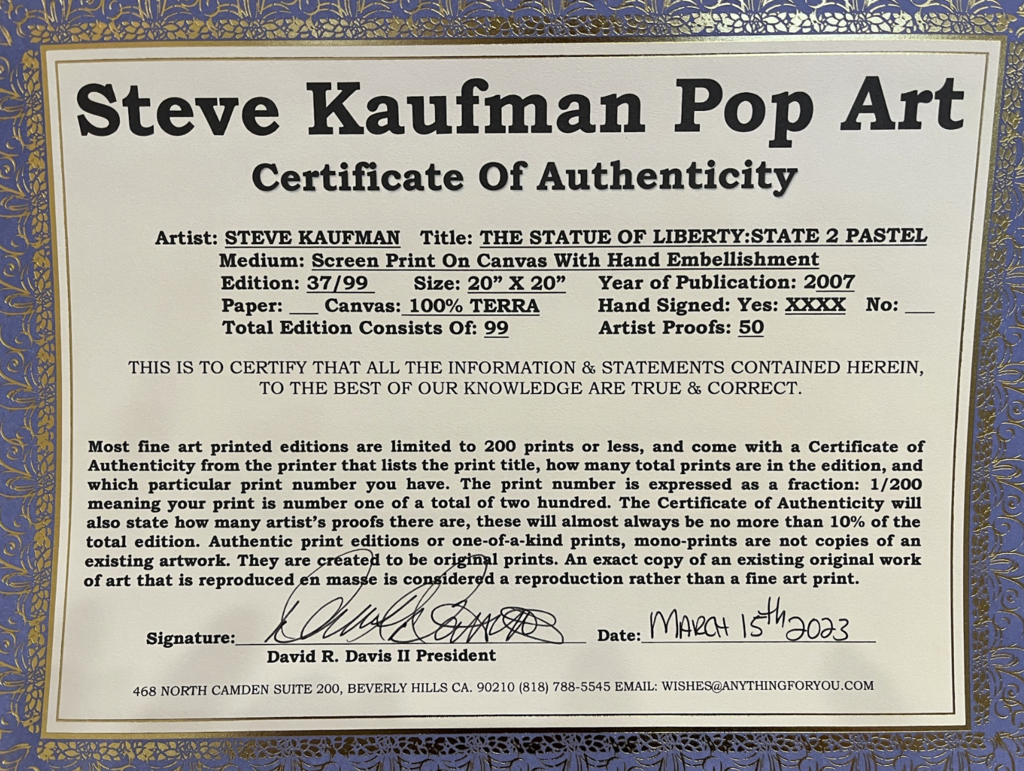 Steve Kaufman Pop Art
Certificate Of Authenticity
Artist: STEVE KAUFMAN Title: THE STATUE OF LIBERTY:STATE 2 PASTEL
Medium: Screen Print On Canvas With Hand Embellishment
Edition: 37/99 Size: 20” X 20” Year of Publication: 2007
Paper: ___ Canvas: 100% TERRA Hand Signed: Yes: XXXX No: ___
Total Edition Consists Of: 99 Artist Proofs: 50
THIS IS TO CERTIFY THAT ALL THE INFORMATION & STATEMENTS CONTAINED HEREIN,
TO THE BEST OF OUR KNOWLEDGE ARE TRUE & CORRECT.
Most fine art printed editions are limited to 200 prints or less, and come with a Certificate of
Authenticity from the printer that lists the print title, how many total prints are in the edition, and
which particular print number you have. The print number is expressed as a fraction: 1/200
meaning your print is number one of a total of two hundred. The Certificate of Authenticity will
also state how many artist’s proofs there are, these will almost always be no more than 10% of the
total edition. Authentic print editions or one-of-a-kind prints, mono-prints are not copies of an
existing artwork. They are created to be original prints. An exact copy of an existing original work
of art that is reproduced en masse is considered a reproduction rather than a fine art print.
Signature: Date: MARCH 15th 2023
David R. Davis II President
468 NORTH CAMDEN SUITE 200, BEVERLY HILLS CA. 90210 (818) 788-5545 EMAIL: WISHES@ANYTHINGFORYOU.COM